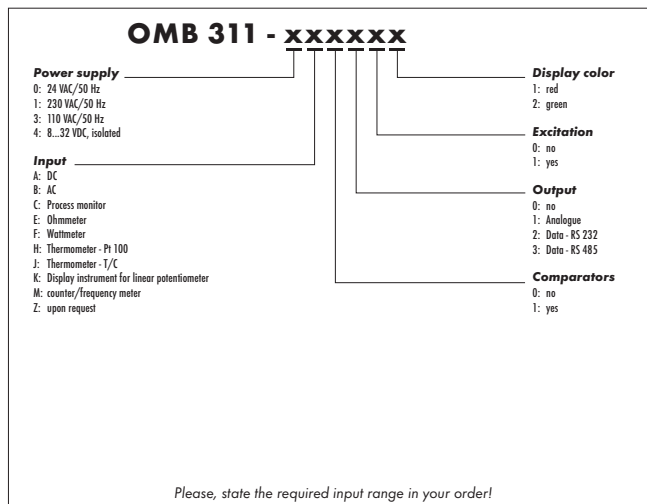 OMB 311 - xxxxxx
Power supply
0: 24 VAC/50 Hz
1: 230 VAC/50 Hz
3: 110 VAC/50 Hz
4: 8...32 VDC, isolated
Input
A: DC
B: AC
C: Process monitor
E: Ohmmeter
F: Wattmeter
H: Thermometer - Pt 100
J: Thermometer - T/C
K: Display instrument for linear potentiometer
M: counter/frequency meter
Z: upon request
Display color
1: red
2: green
Excitation
0: no
1: yes
Output
0: no
1: Analogue
2: Data - RS 232
3: Data - RS 485
Comparators
0: no
1: yes
Please, state the required input range in your order!